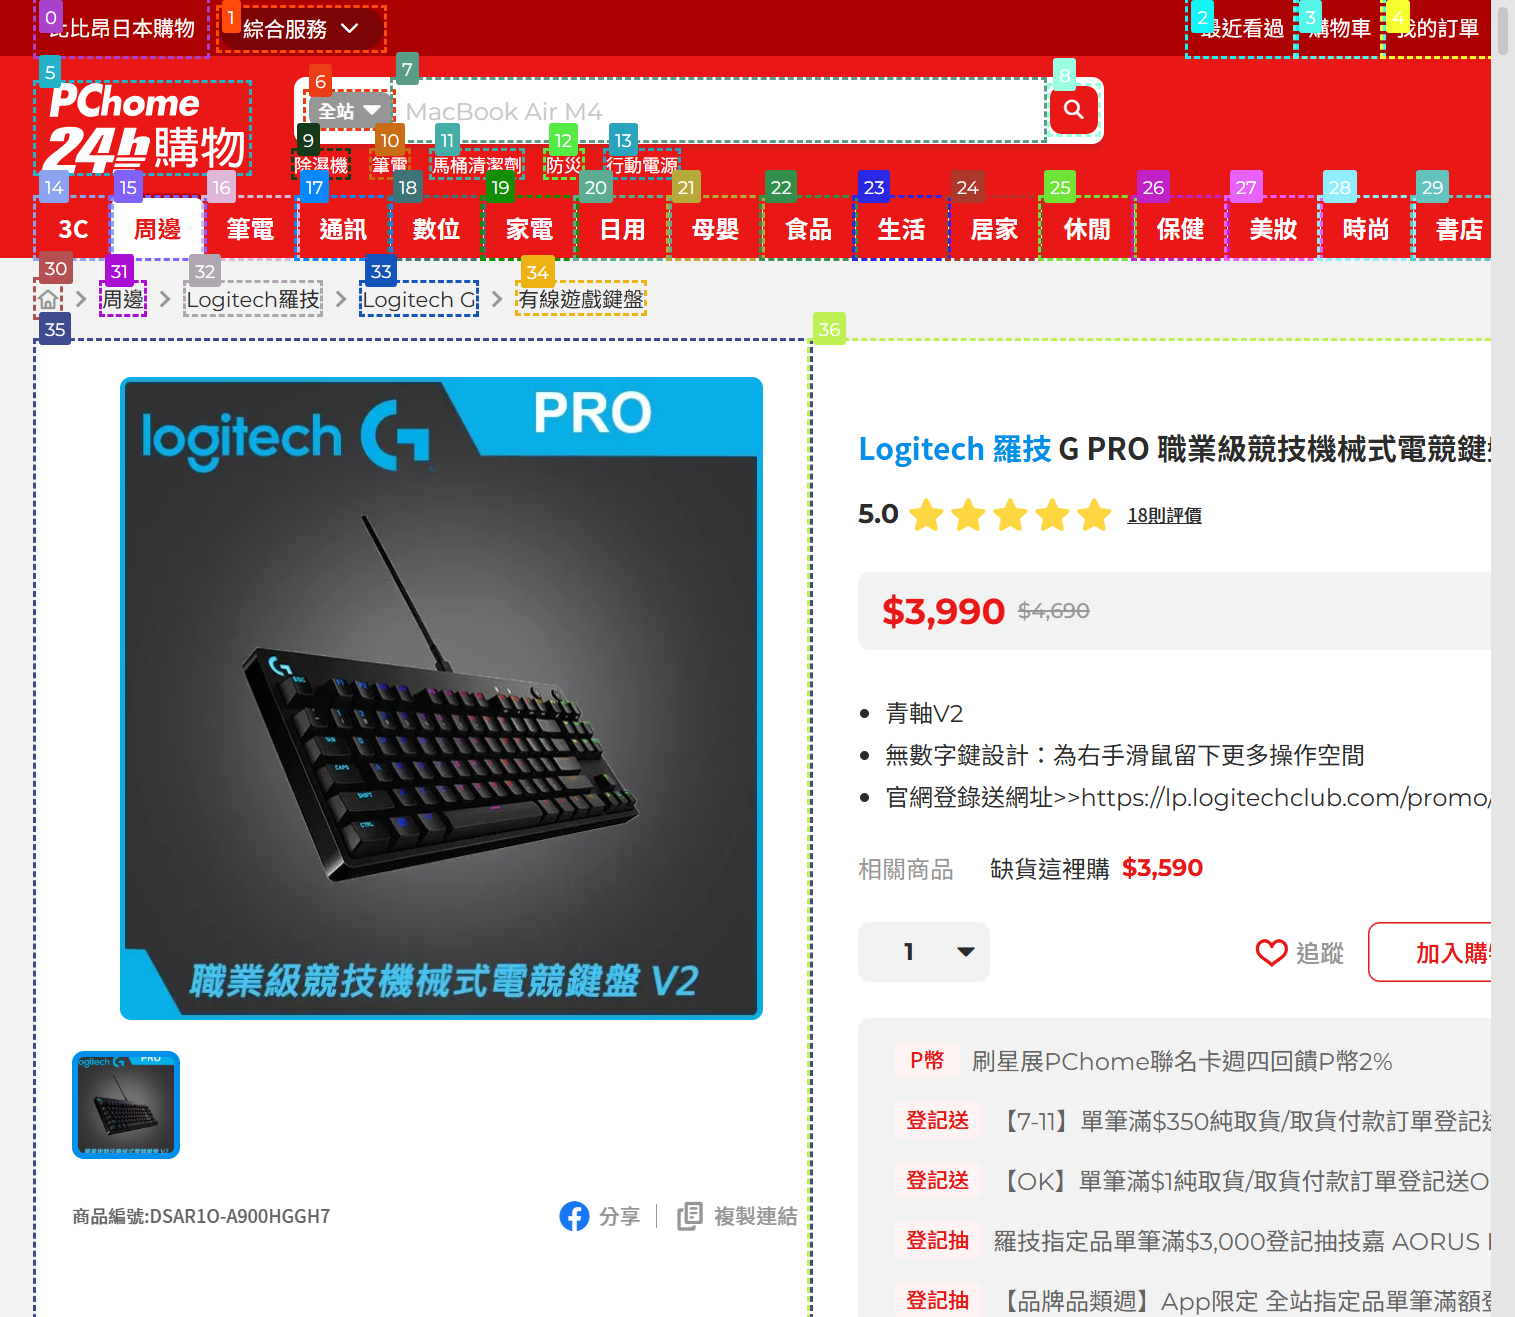 0
比比昂日本購物
1
綜合服務
2
最近看過
3
購物車
4
我的訂單
5
PChome
24h購物
6
全站
7
MacBook Air M4
8
9
除濕機
10
筆電
11
馬桶清潔劑
12
防災
13
行動電源
14
3C
15
周邊
16
筆電
17
通訊
18
數位
19
家電
20
日用
21
母嬰
22
食品
23
生活
24
居家
25
休閒
26
保健
27
美妝
28
時尚
29
書店
30
31
周邊
32
Logitech羅技
33
Logitech G
34
有線遊戲鍵盤
35
36
logitech G
PRO
職業級競技機械式電競鍵盤 V2
Logitech 羅技 G PRO 職業級競技機械式電競鍵
5.0
18則評價
$3,990 $4,690
青軸V2
無數字鍵設計：為右手滑鼠留下更多操作空間
官網登錄送網址>>https://lp.logitechclub.com/promo/
相關商品 缺貨這裡購 $3,590
1
追蹤
加入購
P幣 刷星展PChome聯名卡週四回饋P幣2%
登記送 【7-11】單筆滿$350純取貨/取貨付款訂單登記
登記送 【OK】單筆滿$1純取貨/取貨付款訂單登記送O
登記抽 羅技指定品單筆滿$3,000登記抽技嘉 AORUS
登記抽 【品牌品類週】App限定 全站指定品單筆滿額
logitech G PRO
商品編號:DSAR1O-A900HGGH7
分享
複製連結